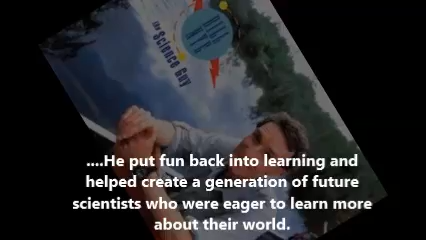 the Science Guy
....He put fun back into learning and
helped create a generation of future
scientists who were eager to learn more
about their world.